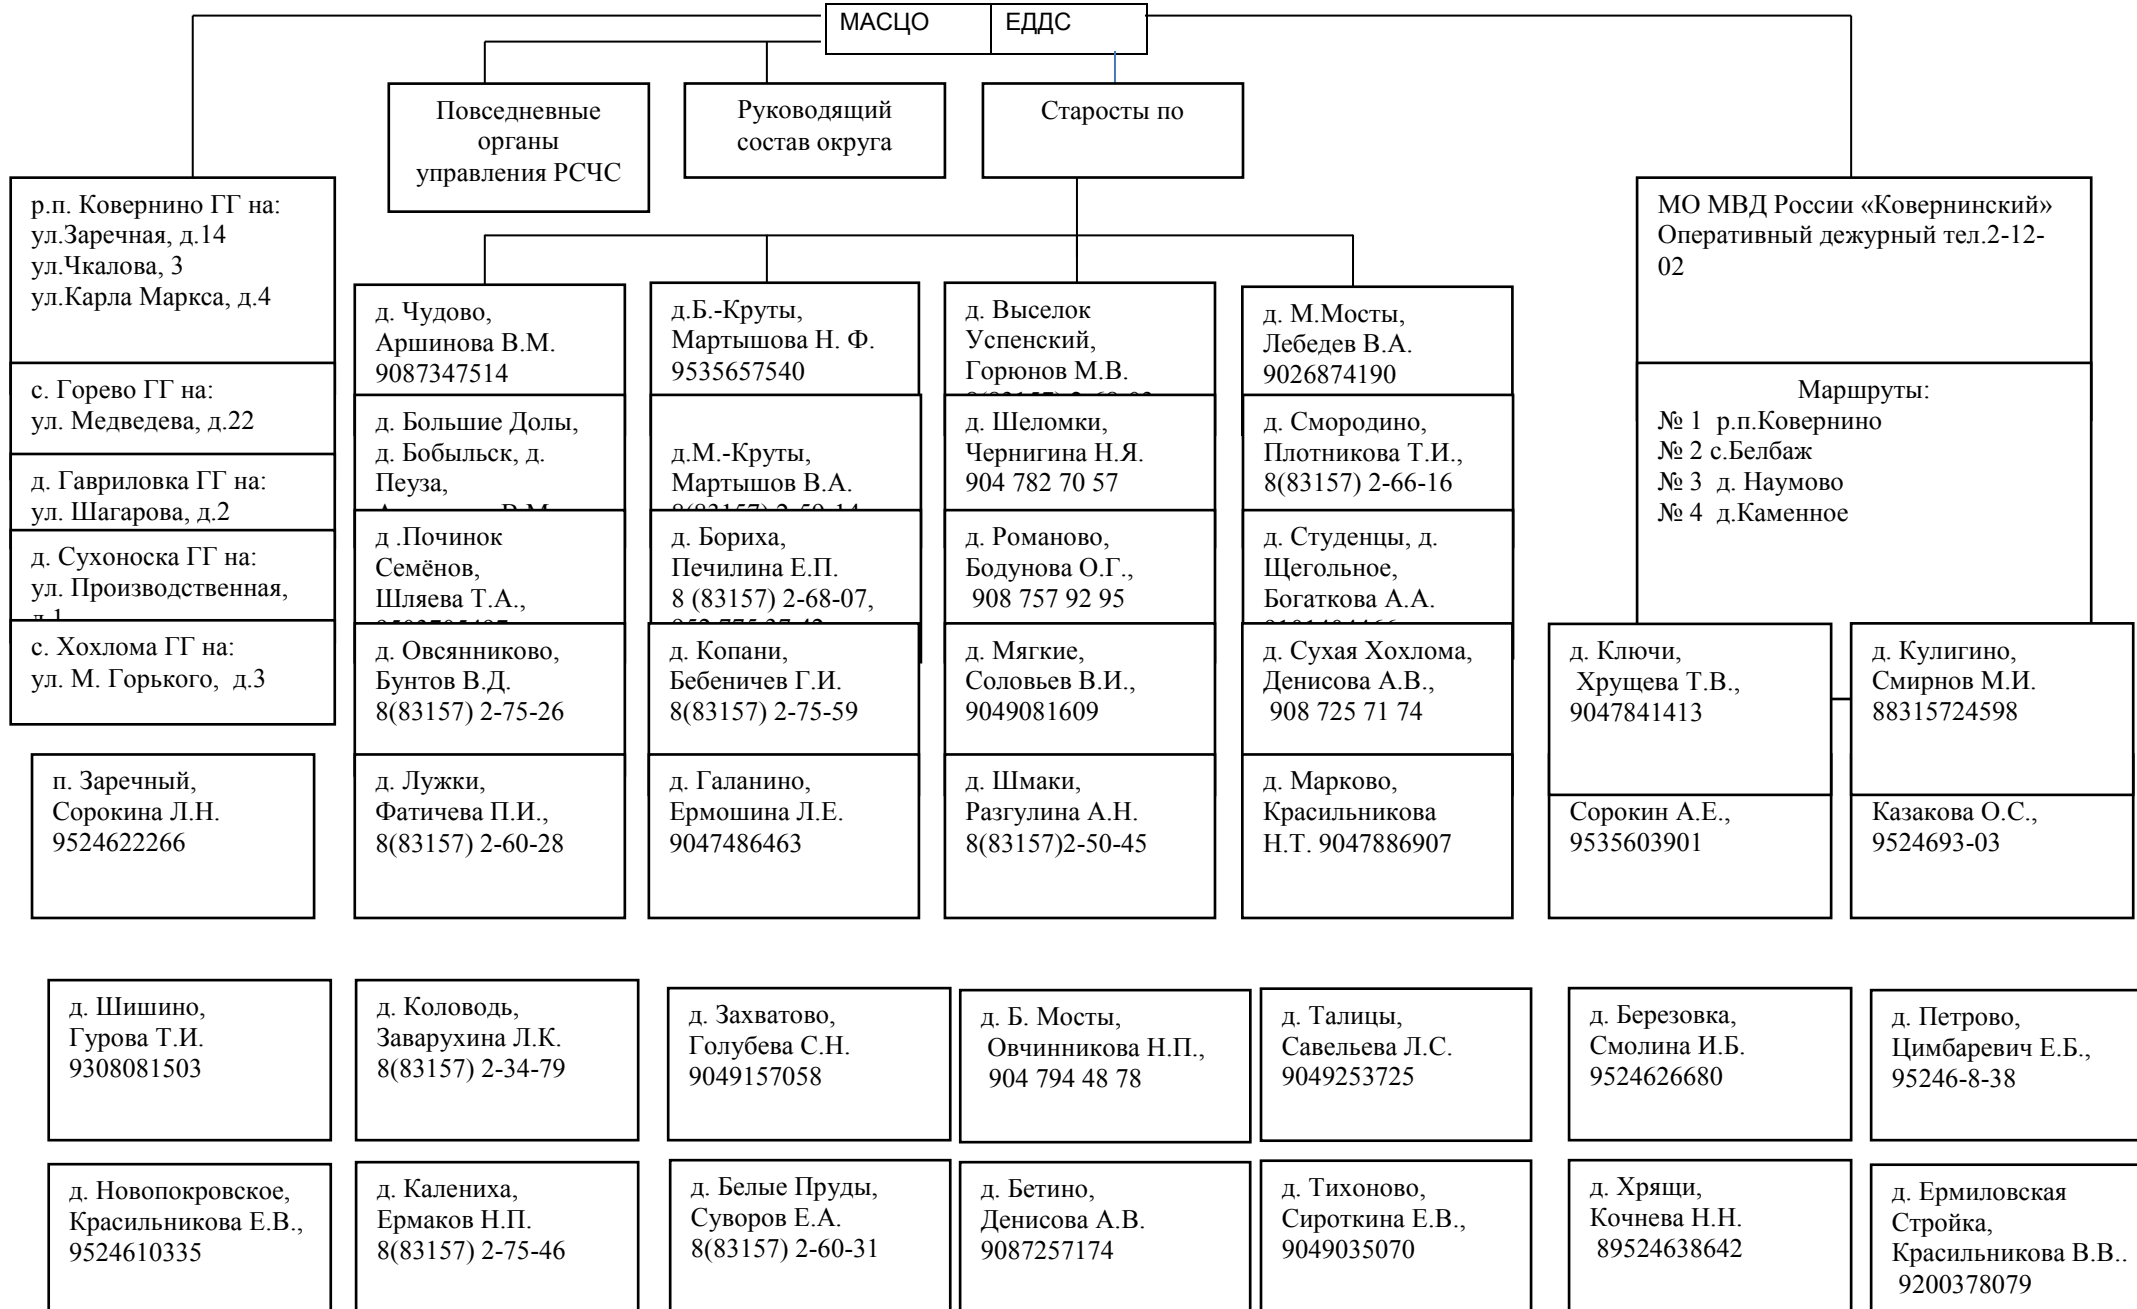 МАСЦО
ЕДДС
Повседневные
органы
управления РСЧС
Руководящий
состав округа
Старосты по
р.п. Ковернино ГГ на:
ул.Заречная, д.14
ул.Чкалова, 3
ул.Карла Маркса, д.4
с. Горево ГГ на:
ул. Медведева, д.22
д. Гавриловка ГГ на:
ул. Шагарова, д.2
д. Сухоноска ГГ на:
ул. Производственная,
с. Хохлома ГГ на:
ул. М. Горького, д.3
МО МВД России «Ковернинский»
Оперативный дежурный тел.2-12-
02
Маршруты:
№ 1 р.п.Ковернино
№ 2 с.Белбаж
№ 3 д. Наумово
№ 4 д.Каменное
д. Чудово,
Аршинова В.М.
9087347514
д.Б.-Круты,
Мартышова Н. Ф.
9535657540
д. Выселок
Успенский,
Горюнов М.В.
д. М.Мосты,
Лебедев В.А.
9026874190
д. Большие Долы,
д. Бобыльск, д.
Пеуза,
д.М.-Круты,
Мартышов В.А.
д. Шеломки,
Чернигина Н.Я.
904 782 70 57
д. Смородино,
Плотникова Т.И.,
8(83157) 2-66-16
д .Починок
Семёнов,
Шляева Т.А.,
д. Бориха,
Печилина Е.П.
8 (83157) 2-68-07,
д. Романово,
Бодунова О.Г.,
908 757 92 95
д. Студенцы, д.
Щегольное,
Богаткова А.А.
д. Овсянниково,
Бунтов В.Д.
8(83157) 2-75-26
д. Копани,
Бебеничев Г.И.
8(83157) 2-75-59
д. Мягкие,
Соловьев В.И.,
9049081609
д. Сухая Хохлома,
Денисова А.В.,
908 725 71 74
д. Ключи,
Хрущева Т.В.,
9047841413
д. Кулигино,
Смирнов М.И.
88315724598
п. Заречный,
Сорокина Л.Н.
9524622266
д. Лужки,
Фатичева П.И.,
8(83157) 2-60-28
д. Галанино,
Ермошина Л.Е.
9047486463
д. Шмаки,
Разгулина А.Н.
8(83157)2-50-45
д. Марково,
Красильникова
Н.Т. 9047886907
Сорокин А.Е.,
9535603901
Казакова О.С.,
9524693-03
д. Шишино,
Гурова Т.И.
9308081503
д. Коловодь,
Заварухина Л.К.
8(83157) 2-34-79
д. Захватово,
Голубева С.Н.
9049157058
д. Б. Мосты,
Овчинникова Н.П.,
904 794 48 78
д. Талицы,
Савельева Л.С.
9049253725
д. Березовка,
Смолина И.Б.
9524626680
д. Петрово,
Цимбаревич Е.Б.,
95246-8-38
д. Новопокровское,
Красильникова Е.В.,
9524610335
д. Калениха,
Ермаков Н.П.
8(83157) 2-75-46
д. Белые Пруды,
Суворов Е.А.
8(83157) 2-60-31
д. Бетино,
Денисова А.В.
9087257174
д. Тихоново,
Сироткина Е.В.,
9049035070
д. Хрящи,
Кочнева Н.Н.
89524638642
д. Ермиловская
Стройка,
Красильникова В.В..
9200378079